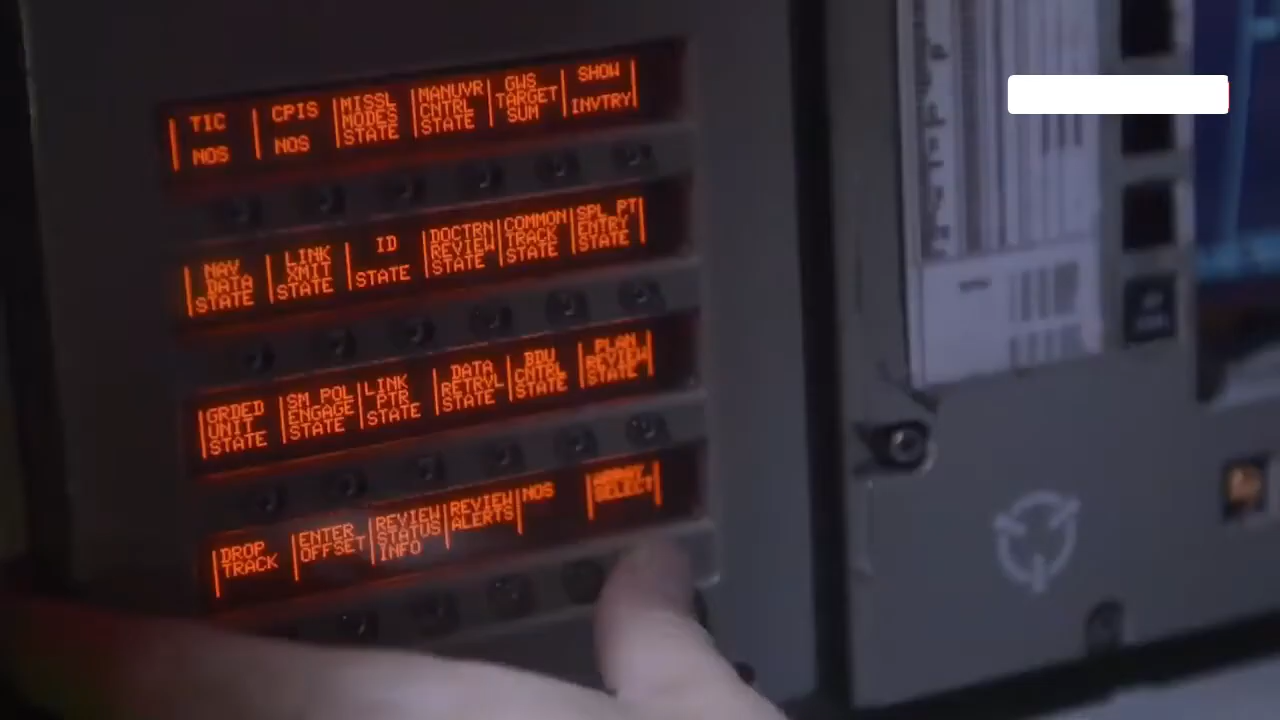 TIC CPIS MISSL MANUVR GWS SHOW
MODES CNTRL TARGET
NOS NOS STATE STATE SUM INVTRY
NAV LINK ID DOCTRN COMMON SPL PT
DATA XMIT REVIEW TRACK ENTRY
STATE STATE STATE STATE STATE STATE
GRDED SM POL LINK DATA BDU PLAN
UNIT ENGAGE PTR RETRVL CNTRL REVIEW
STATE STATE STATE STATE STATE STATE
DROP ENTER REVIEW REVIEW NOS
TRACK OFFSET STATUS ALERTS SELECT
INFO